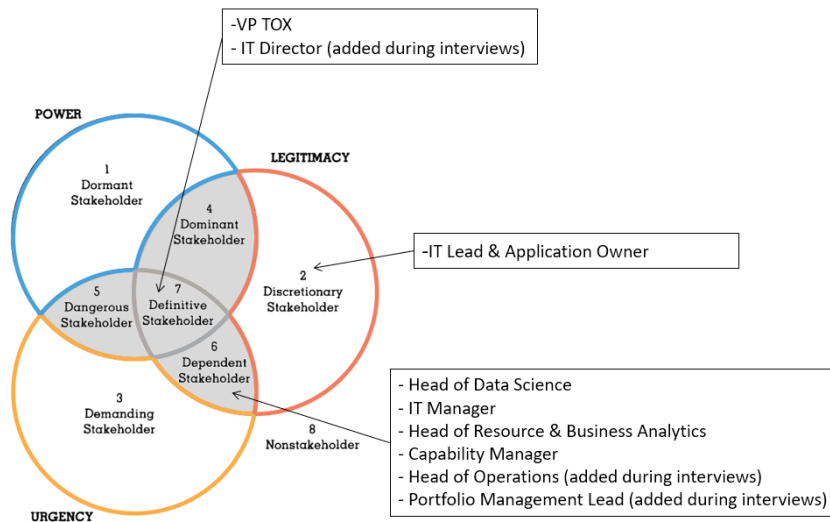 -VP TOX
- IT Director (added during interviews)
POWER
LEGITIMACY
1
Dormant
Stakeholder
4
Dominant
Stakeholder
-IT Lead & Application Owner
2
Discretionary
Stakeholder
5
Dangerous
Stakeholder
7
Definitive
Stakeholder
6
Dependent
Stakeholder
3
Demanding
Stakeholder
8
Nonstakeholder
- Head of Data Science
- IT Manager
- Head of Resource & Business Analytics
- Capability Manager
- Head of Operations (added during interviews)
- Portfolio Management Lead (added during interviews)
URGENCY